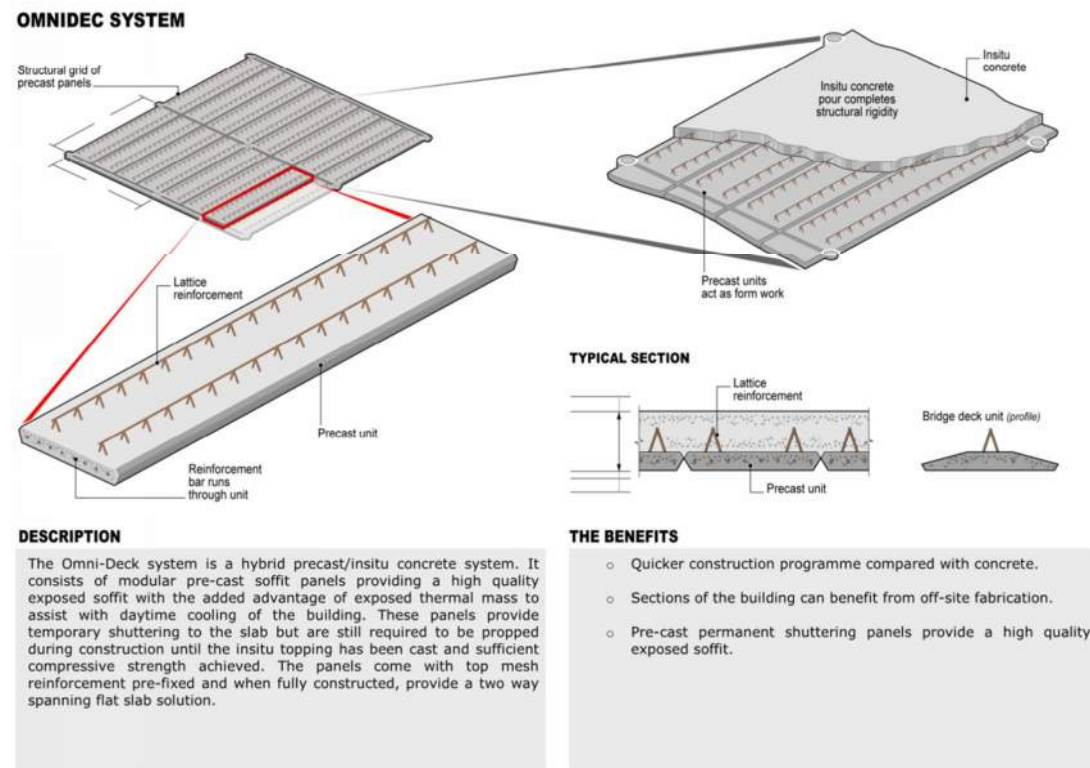 OMNIDEC SYSTEM
Structural grid of
precast panels
Insitu
concrete
Insitu concrete
pour completes
structural rigidity
Lattice
reinforcement
Precast units
act as form work
Precast unit
Reinforcement
bar runs
through unit
TYPICAL SECTION
Lattice
reinforcement
Bridge deck unit (profile)
Precast unit
DESCRIPTION
The Omni-Deck system is a hybrid precast/insitu concrete system. It
consists of modular pre-cast soffit panels providing a high quality
exposed soffit with the added advantage of exposed thermal mass to
assist with daytime cooling of the building. These panels provide
temporary shuttering to the slab but are still required to be propped
during construction until the insitu topping has been cast and sufficient
compressive strength achieved. The panels come with top mesh
reinforcement pre-fixed and when fully constructed, provide a two way
spanning flat slab solution.
THE BENEFITS
○ Quicker construction programme compared with concrete.
○ Sections of the building can benefit from off-site fabrication.
○ Pre-cast permanent shuttering panels provide a high quality
exposed soffit.